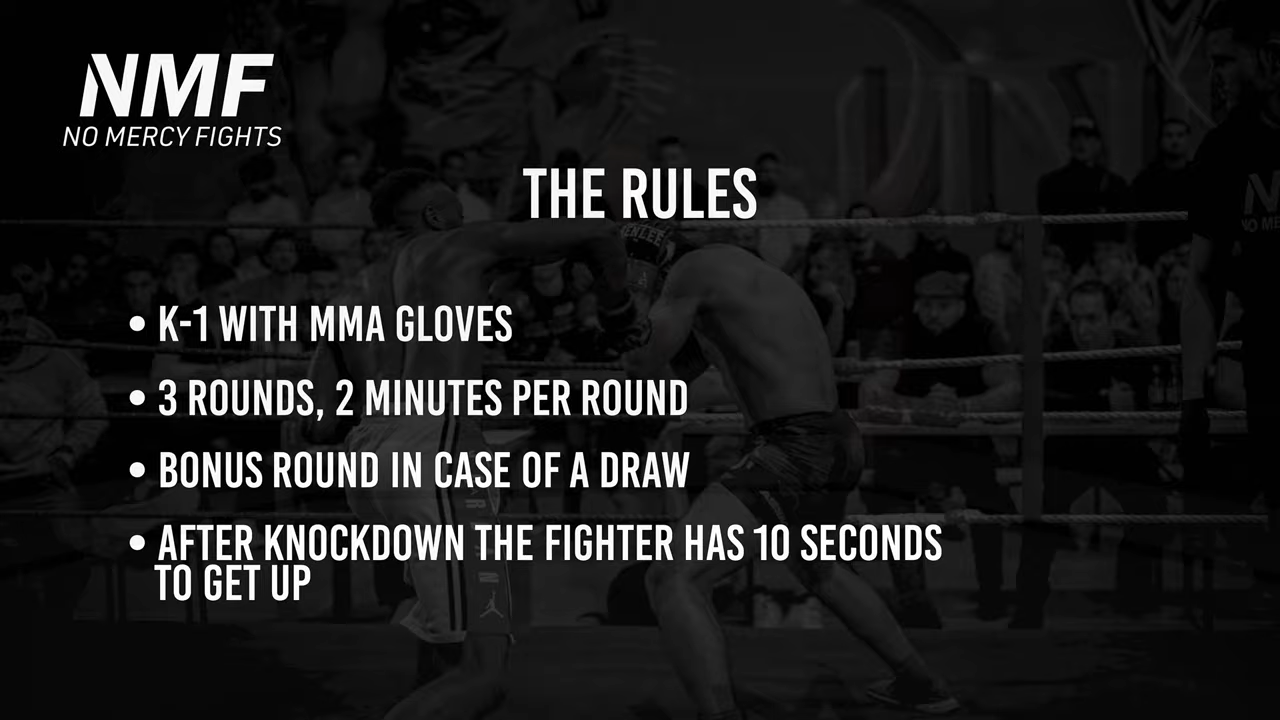 NMF
NO MERCY FIGHTS
THE RULES
• K-1 WITH MMA GLOVES
• 3 ROUNDS, 2 MINUTES PER ROUND
• BONUS ROUND IN CASE OF A DRAW
• AFTER KNOCKDOWN THE FIGHTER HAS 10 SECONDS
TO GET UP